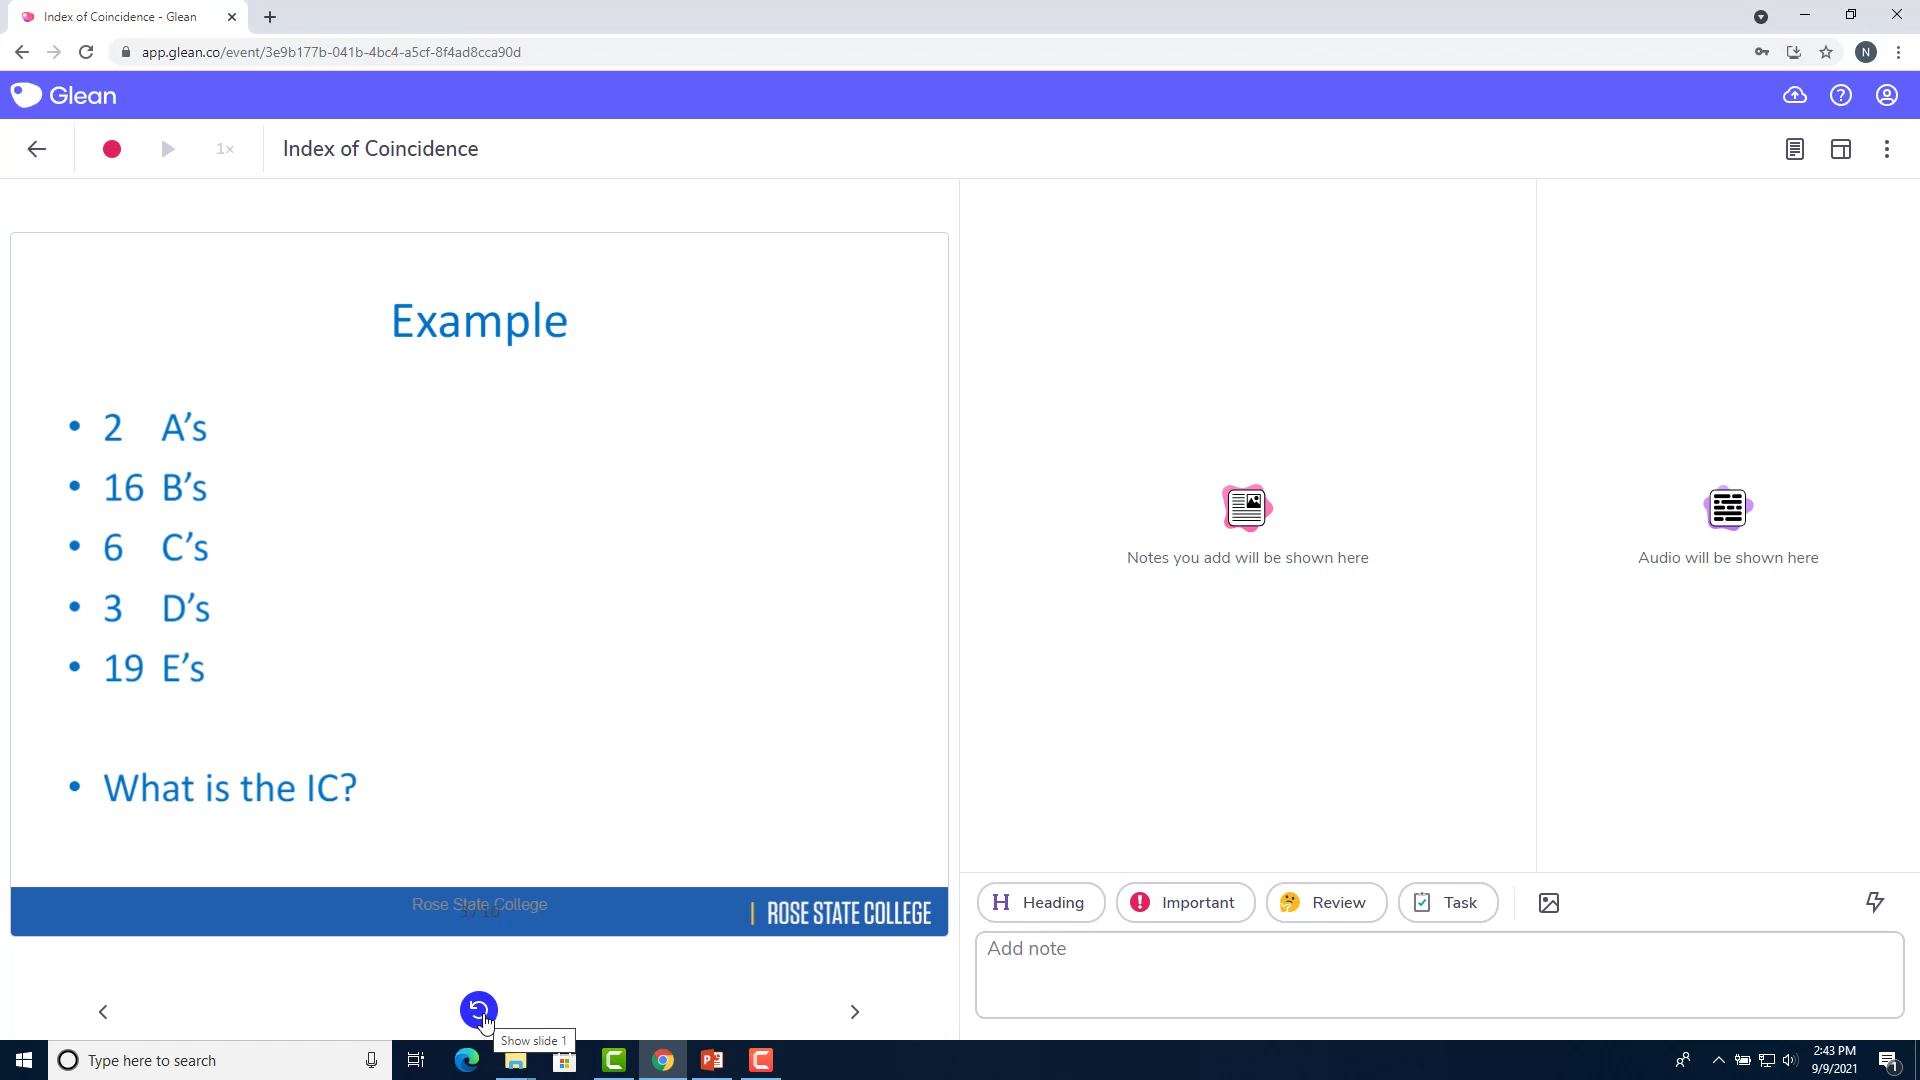 Index of Coincidence - Glean
app.glean.co/event/3e9b177b-041b-4bc4-a5cf-8f4ad8cca90d
N
Glean
1×
Index of Coincidence
Example
• 2 A's
• 16 B's
• 6 C's
• 3 D's
• 19 E's
• What is the IC?
Rose State College
ROSE STATE COLLEGE
Notes you add will be shown here
Audio will be shown here
H Heading
Important
Review
Task
Add note
Show slide 1
Type here to search
2:43 PM
9/9/2021
1